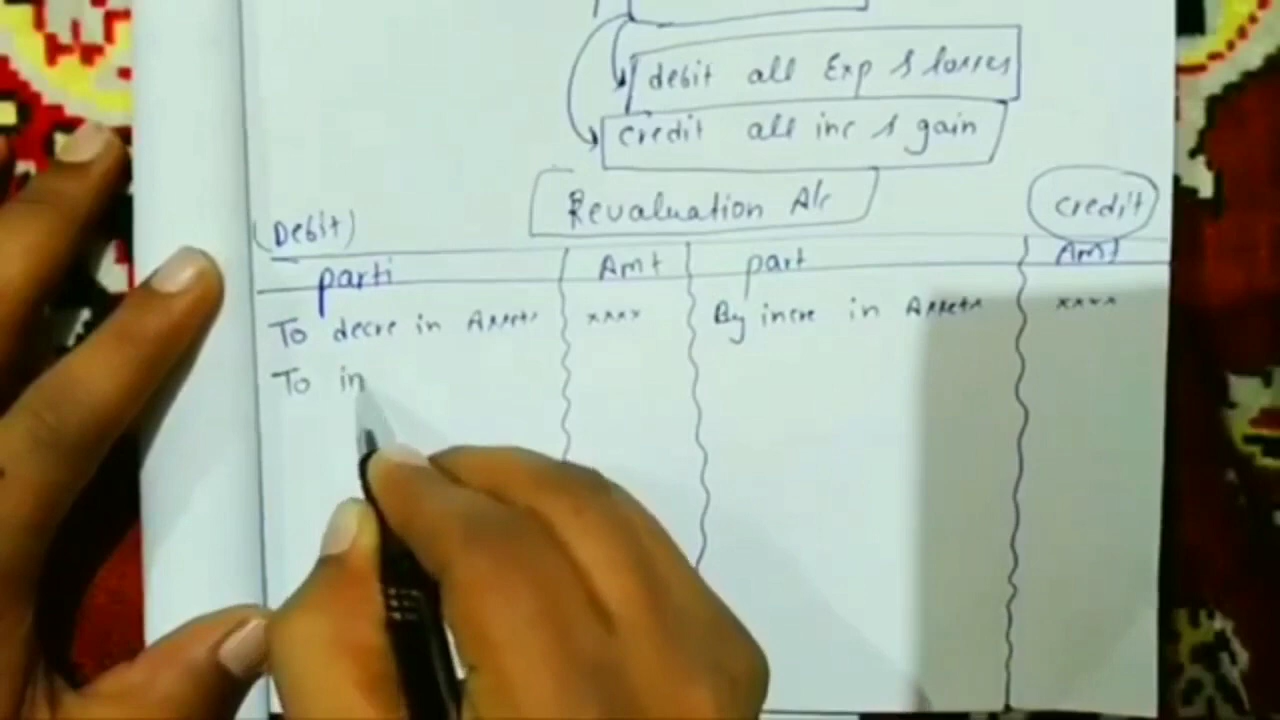 debit all Exp & losses
credit all inc & gain
Revaluation A/c
(Debit)
credit
parti Amt part Amt
To decre in Assets xxxx By incre in Assets xxxx
To in